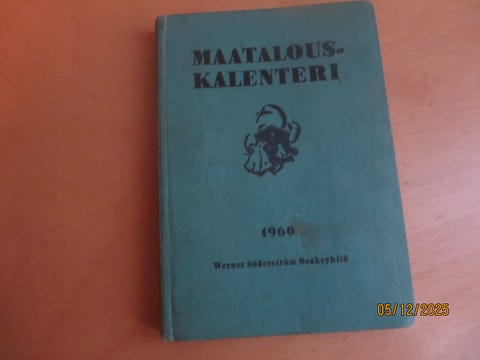 MAATALOUS-
KALENTERI
1960
Werner Söderström Osakeyhtiö
05/12/2025